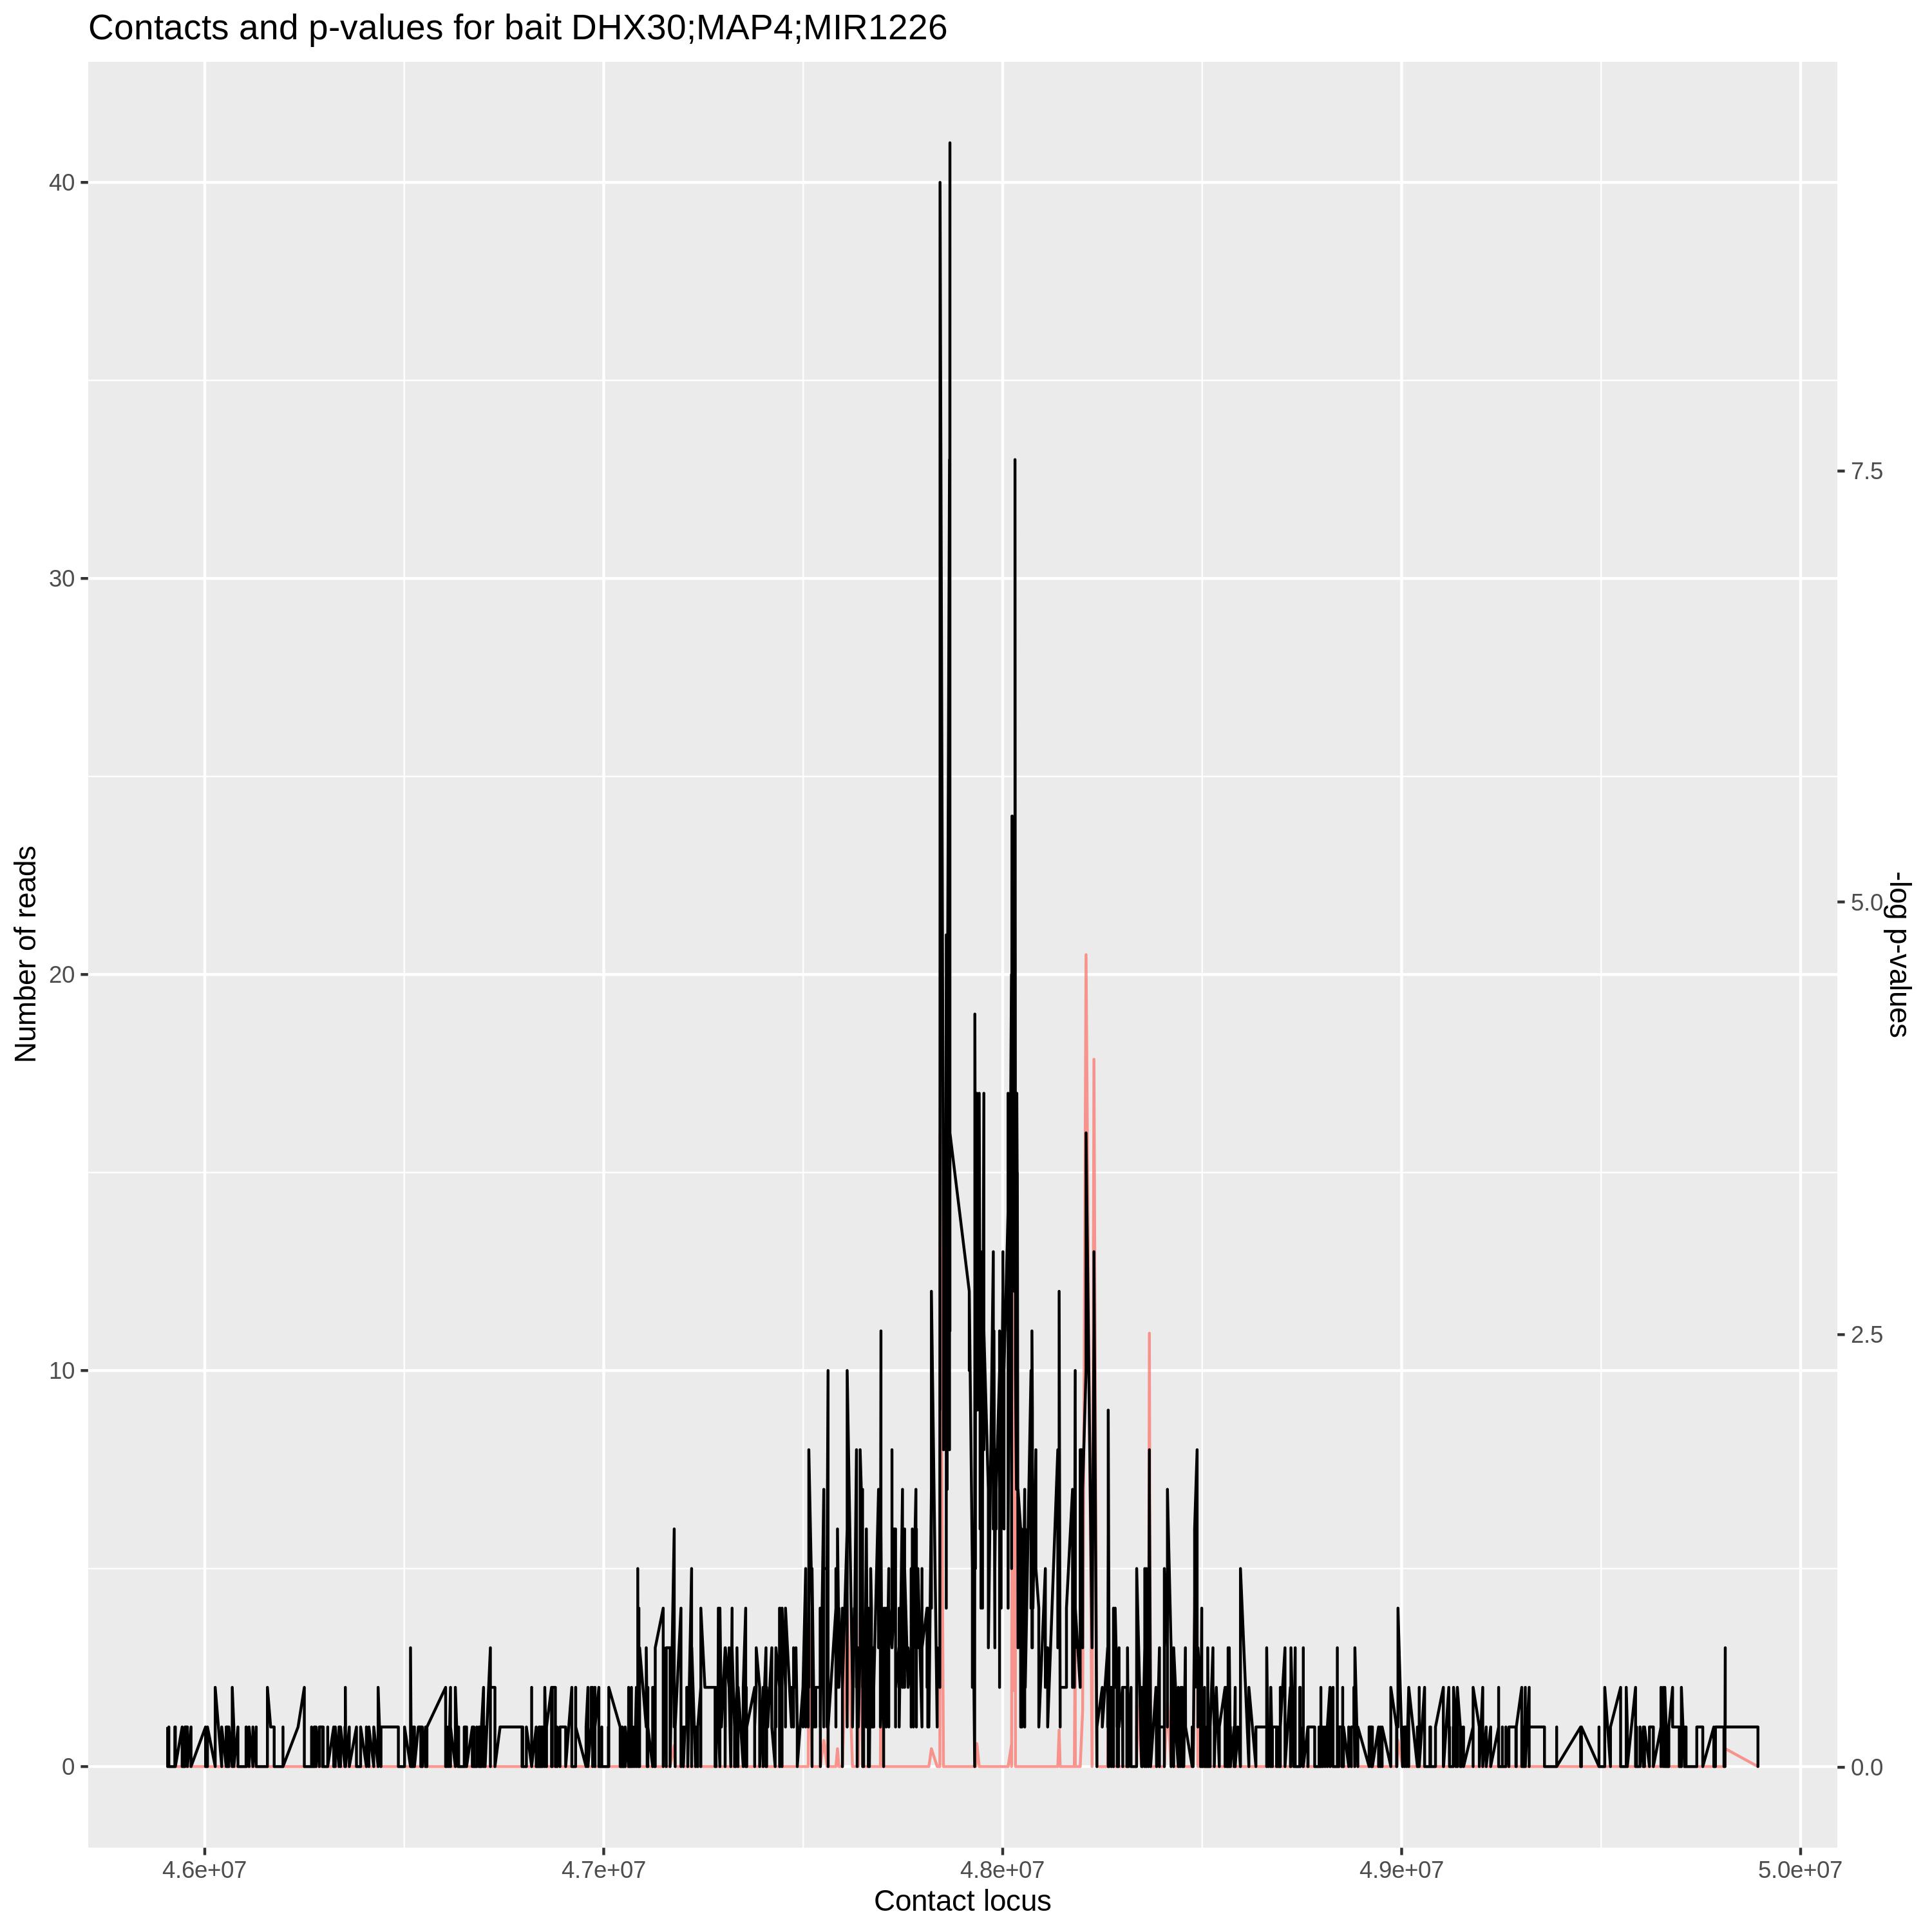 Contacts and p-values for bait DHX30;MAP4;MIR1226
40
30
20
10
0
Number of reads
7.5
5.0
2.5
0.0
-log p-values
4.6e+07
4.7e+07
4.8e+07
4.9e+07
5.0e+07
Contact locus